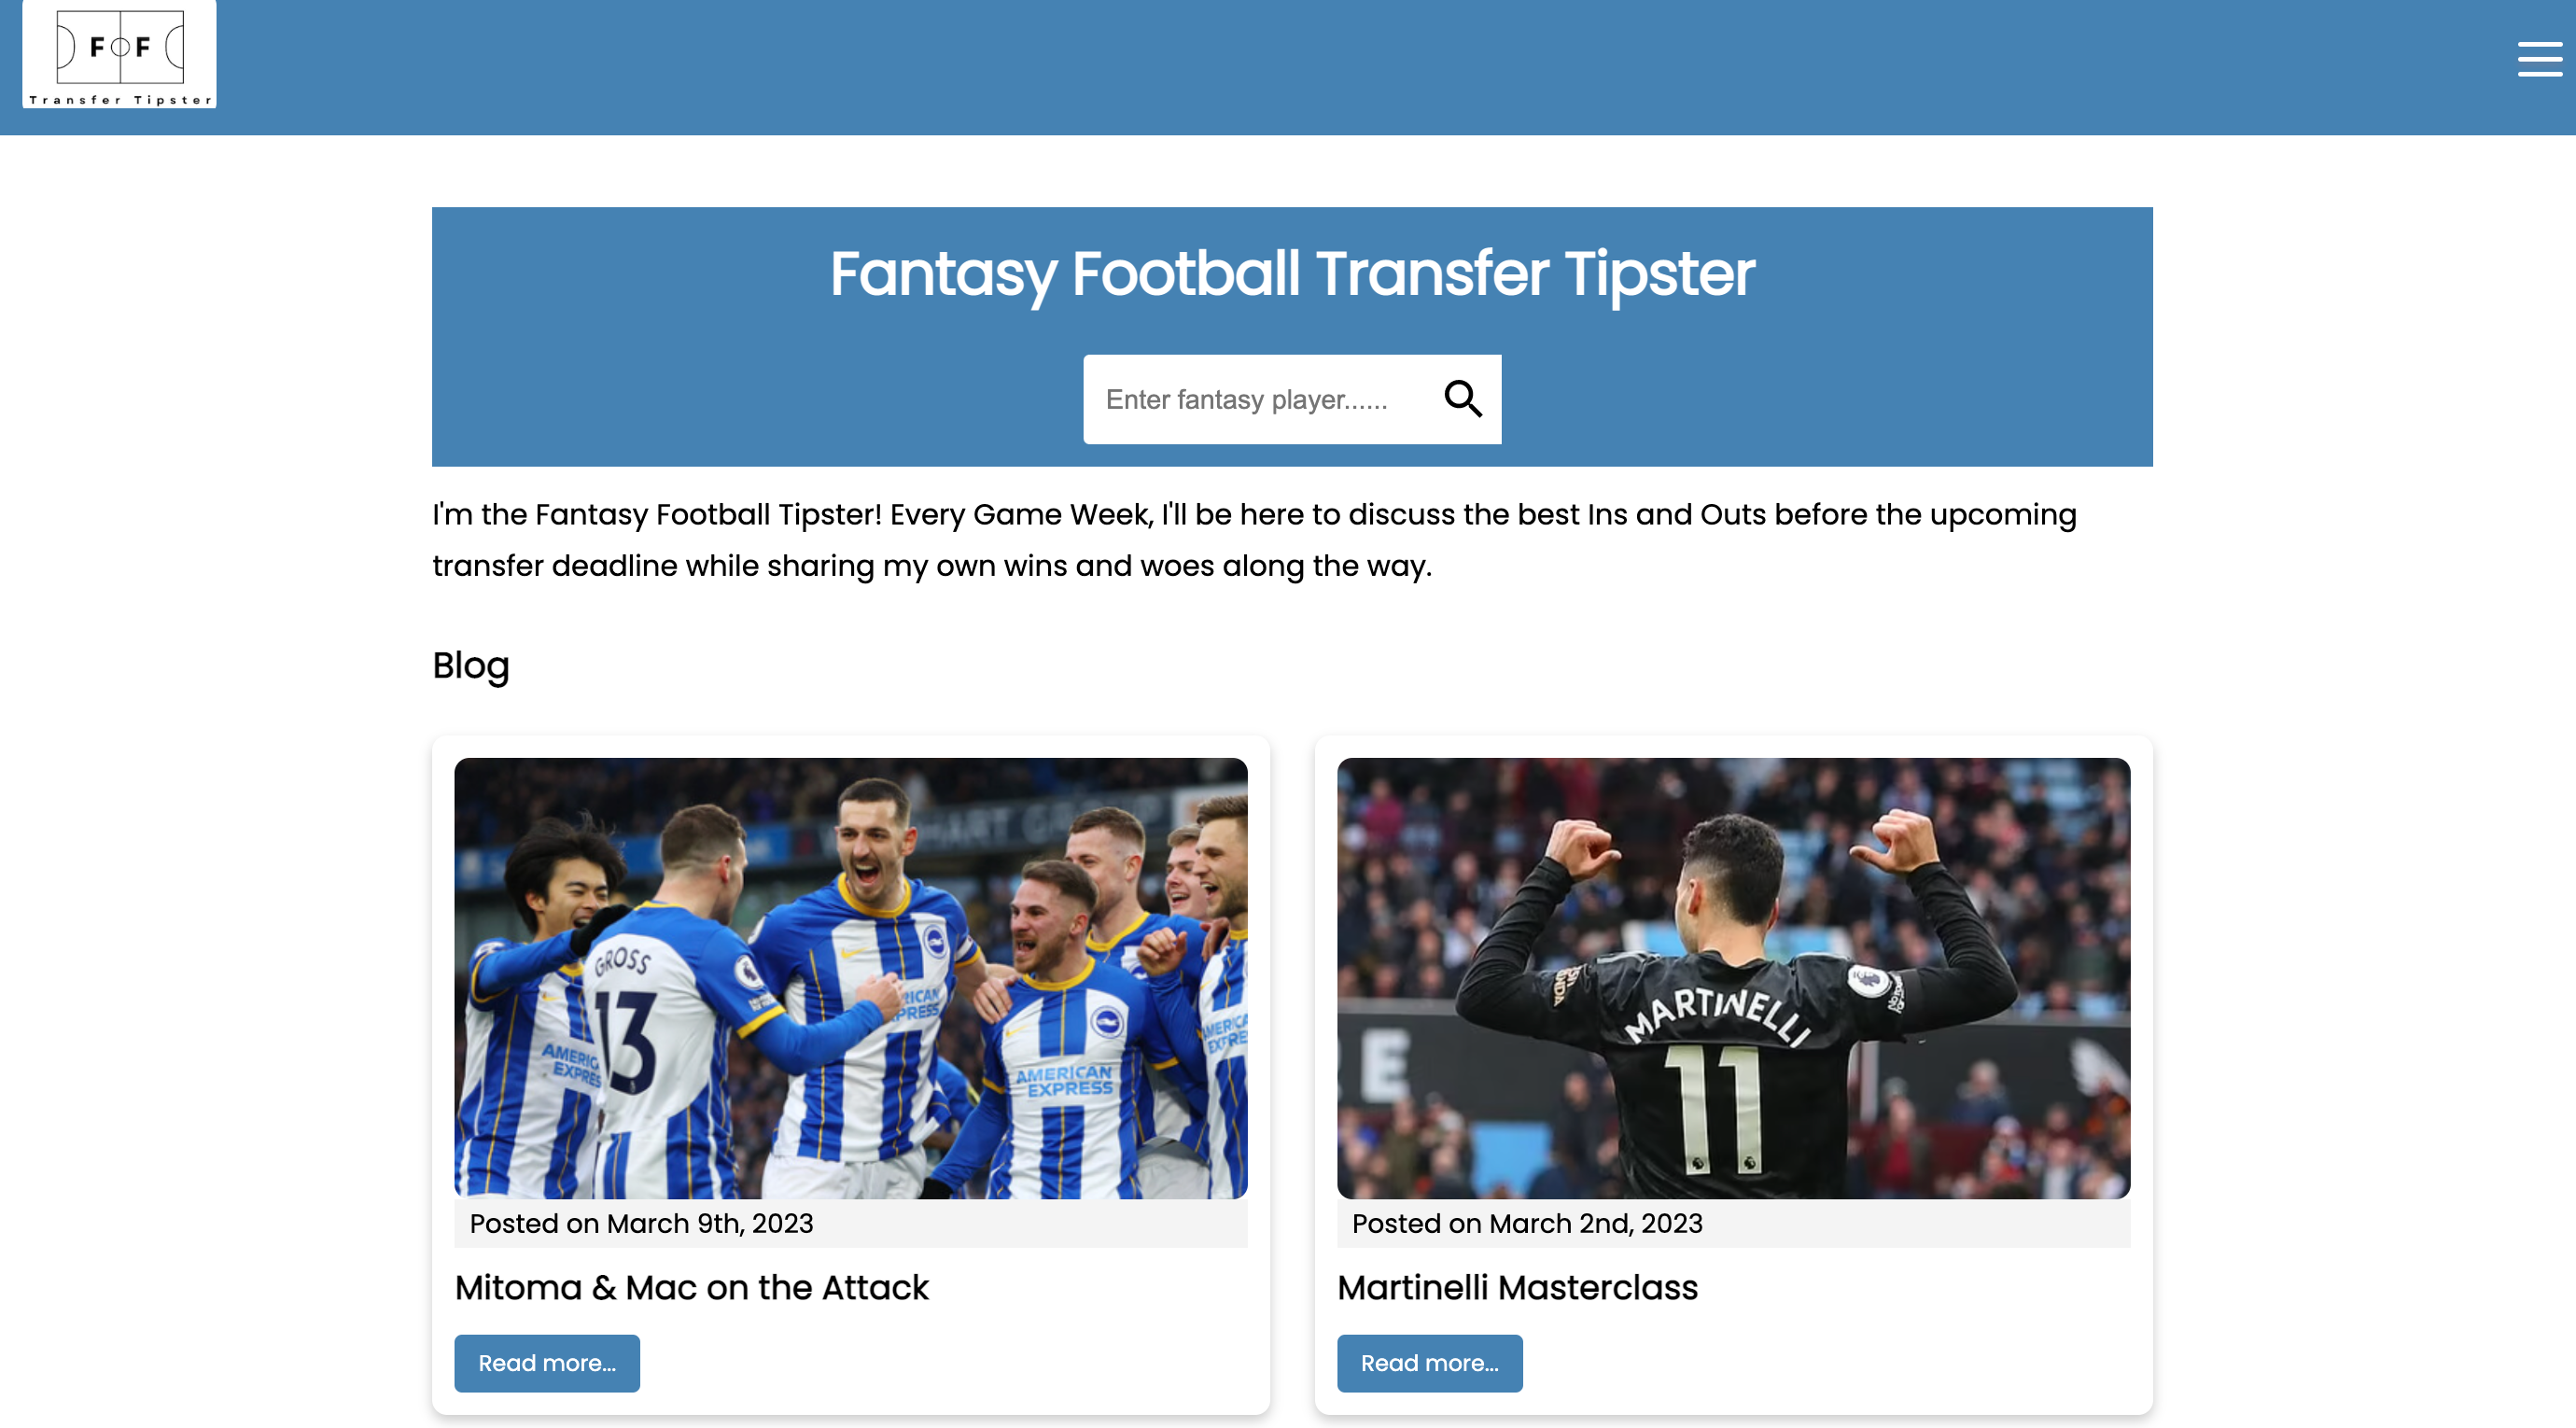 F F
Transfer Tipster
Fantasy Football Transfer Tipster
Enter fantasy player......
I'm the Fantasy Football Tipster! Every Game Week, I'll be here to discuss the best Ins and Outs before the upcoming
transfer deadline while sharing my own wins and woes along the way.
Blog
GROSS
13
AMERICAN
EXPRESS
MARTINELLI
11
Posted on March 9th, 2023
Posted on March 2nd, 2023
Mitoma & Mac on the Attack
Martinelli Masterclass
Read more...
Read more...